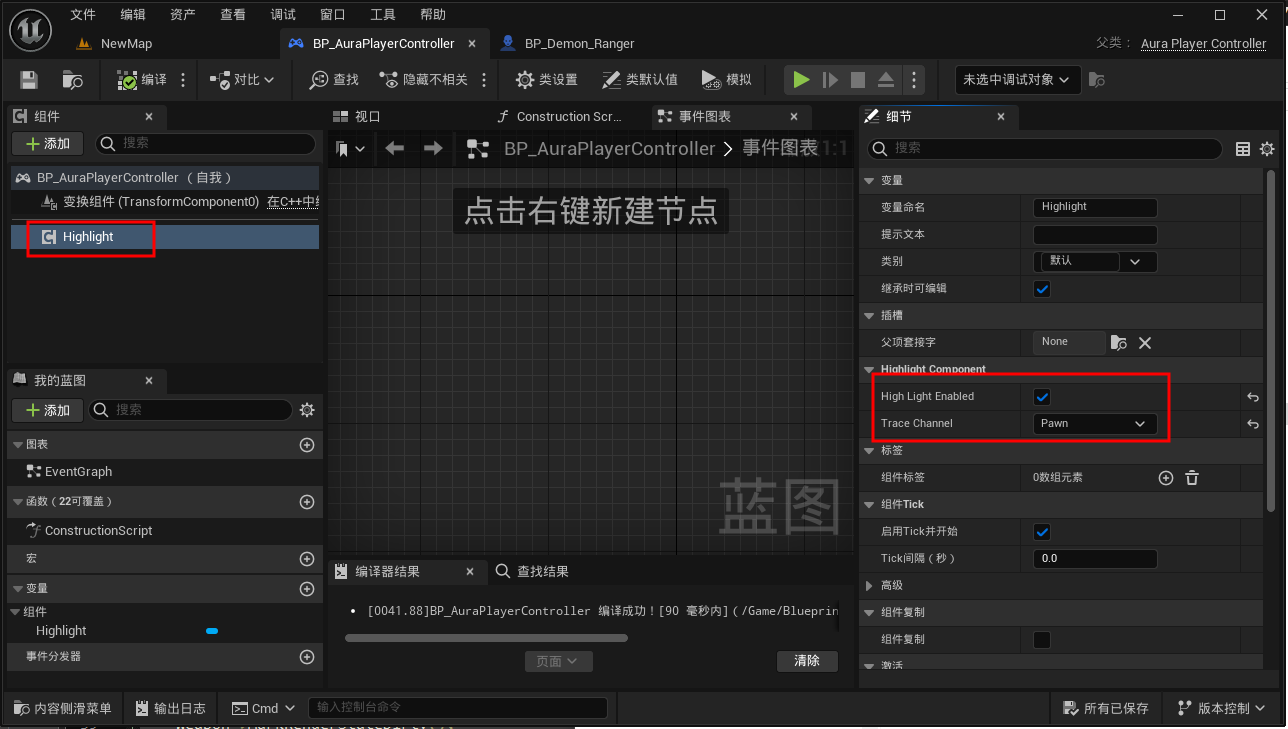 文件 编辑 资产 查看 调试 窗口 工具 帮助
NewMap
BP_AuraPlayerController
BP_Demon_Ranger
父类： Aura Player Controller
编译 对比 查找 隐藏不相关 类设置 类默认值 模拟 未选中调试对象
组件
添加 搜索
BP_AuraPlayerController （自我）
变换组件 (TransformComponent0) 在C++中编
Highlight
我的蓝图
添加 搜索
图表
EventGraph
函数（22可覆盖）
ConstructionScript
宏
变量
组件
Highlight
事件分发器
视口 Construction Scr... 事件图表
BP_AuraPlayerController 事件图表 1:1
点击右键新建节点
蓝图
编译器结果 查找结果
[0041.88]BP_AuraPlayerController 编译成功！[90 毫秒内]（/Game/Blueprin
页面 清除
细节
搜索
变量
变量命名 Highlight
提示文本
类别 默认
继承时可编辑
插槽
父项套接字 None
Highlight Component
High Light Enabled
Trace Channel Pawn
标签
组件标签 0数组元素
组件Tick
启用Tick并开始
Tick间隔（秒） 0.0
高级
组件复制
组件复制
激活
内容侧滑菜单 输出日志 Cmd 输入控制台命令 所有已保存 版本控制